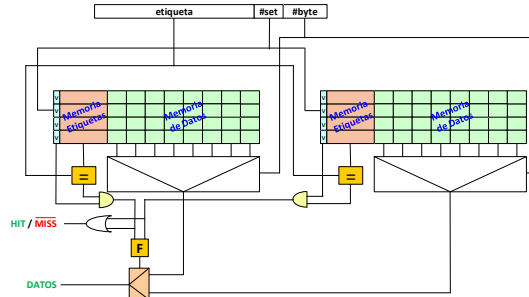 etiqueta #set #byte
v Memoria Etiquetas Memoria de Datos v Memoria Etiquetas Memoria de Datos
v v
v v
v v
= =
HIT / MISS
F
DATOS